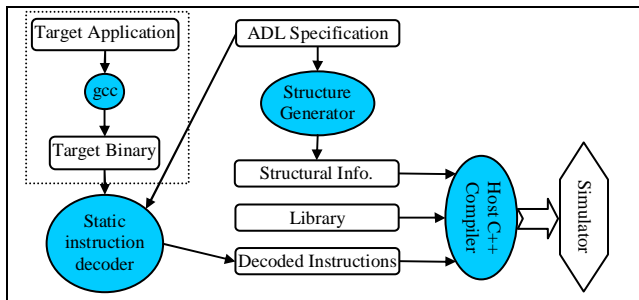 Target Application
ADL Specification
gcc
Structure
Generator
Target Binary
Structural Info.
Static
instruction
decoder
Library
Decoded Instructions
Host C++
Compiler
Simulator